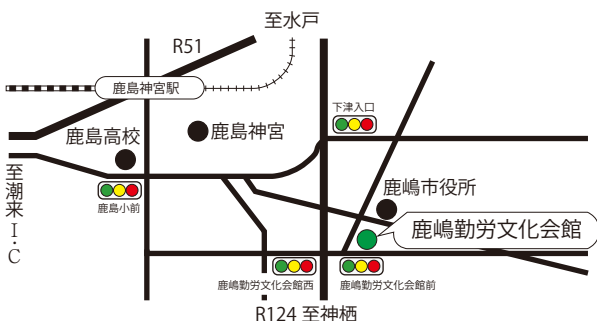 至水戸
R51
鹿島神宮駅
下津入口
鹿島高校
鹿島神宮
至潮来I・C
鹿嶋市役所
鹿島小前
鹿嶋勤労文化会館
鹿嶋勤労文化会館西
鹿嶋勤労文化会館前
R124 至神栖